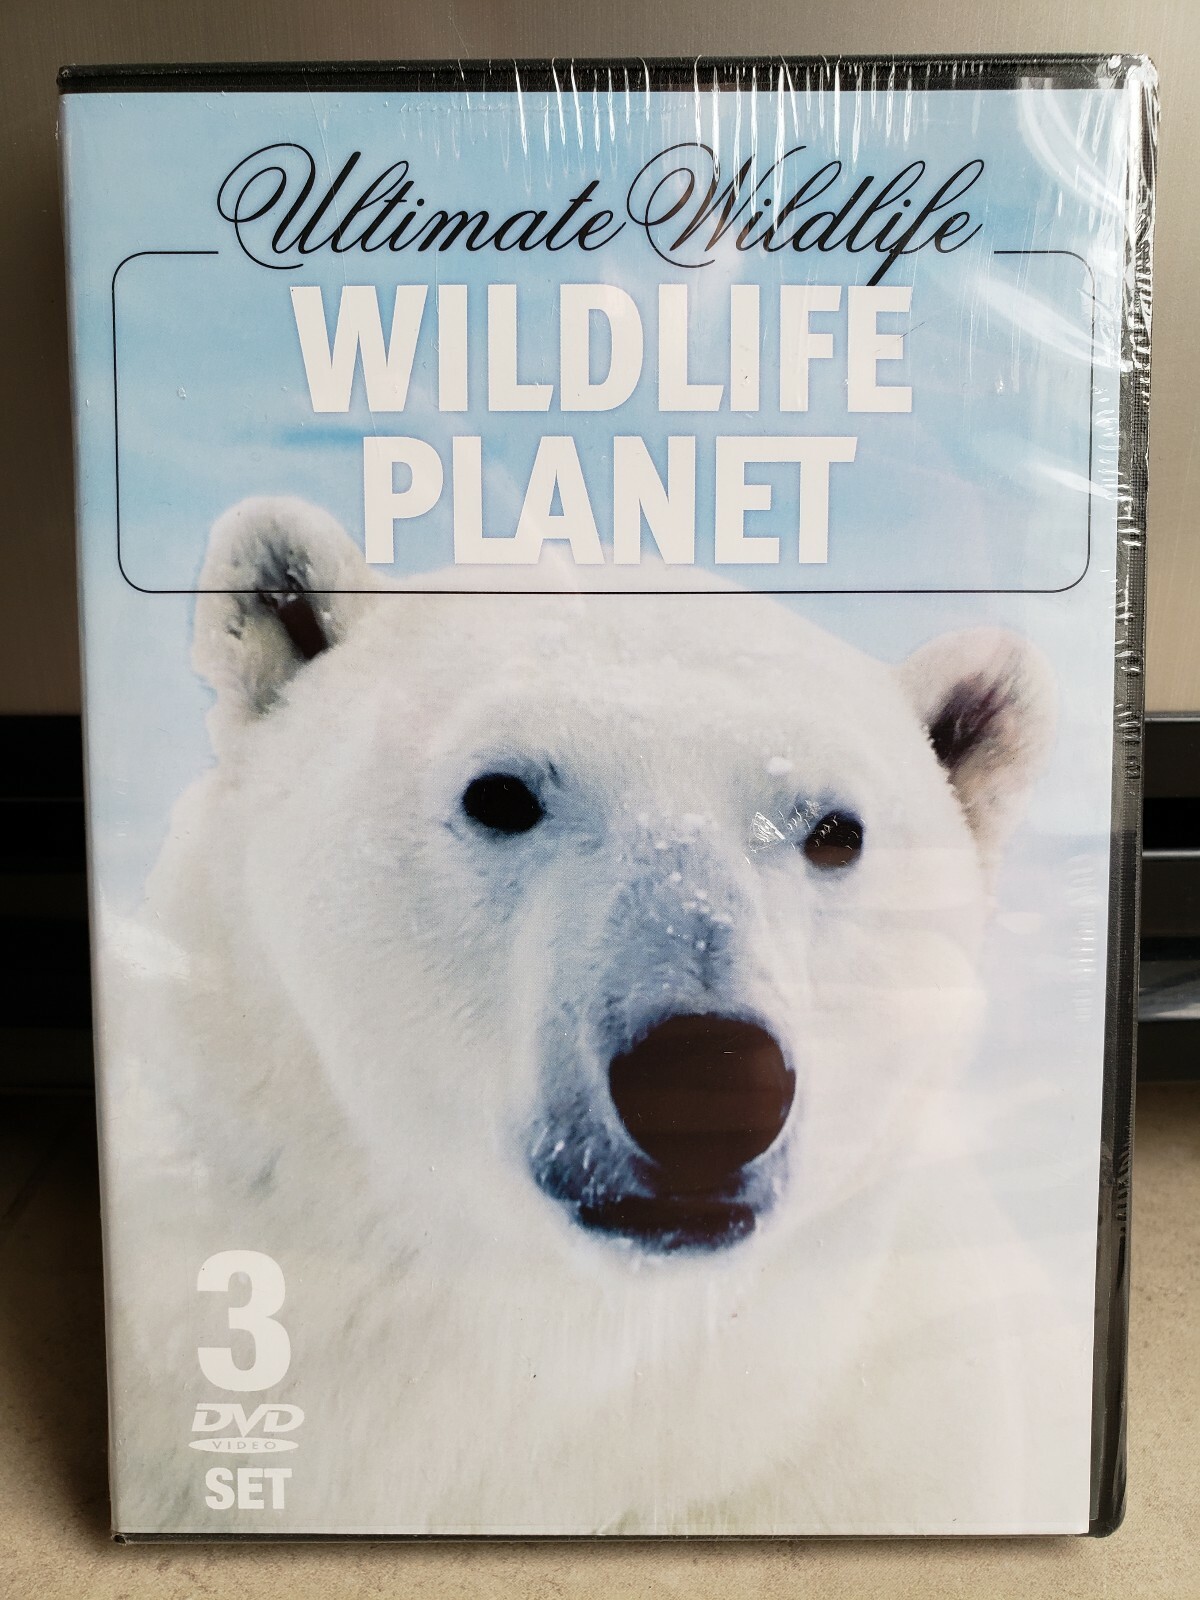 Ultimate Wildlife
WILDLIFE
PLANET
3
DVD
VIDEO
SET